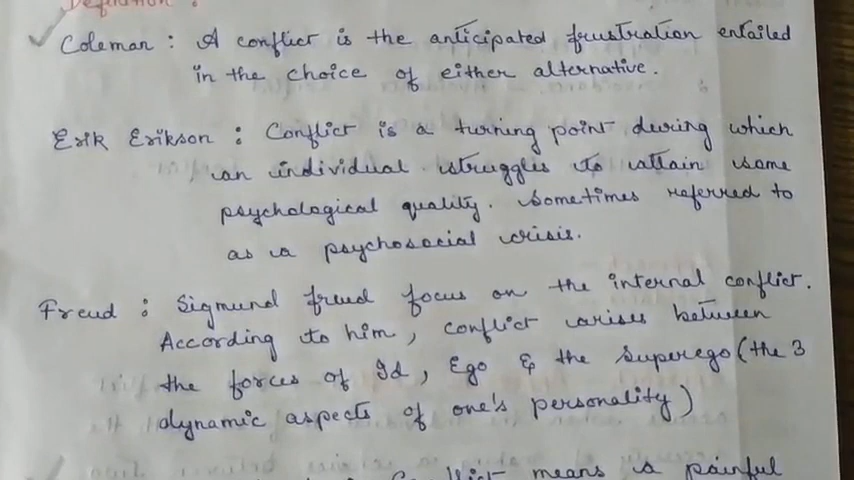 Definition :
Coleman : A conflict is the anticipated frustration entailed
in the choice of either alternative.
Erik Erikson : Conflict is a turning point during which
an individual struggles to attain some
psychological quality. Sometimes referred to
as a psychosocial crisis.
Freud : Sigmund freud focus on the internal conflict.
According to him, conflict arises between
the forces of Id, Ego & the Superego (the 3
dynamic aspects of one's personality)
Conflict means a painful